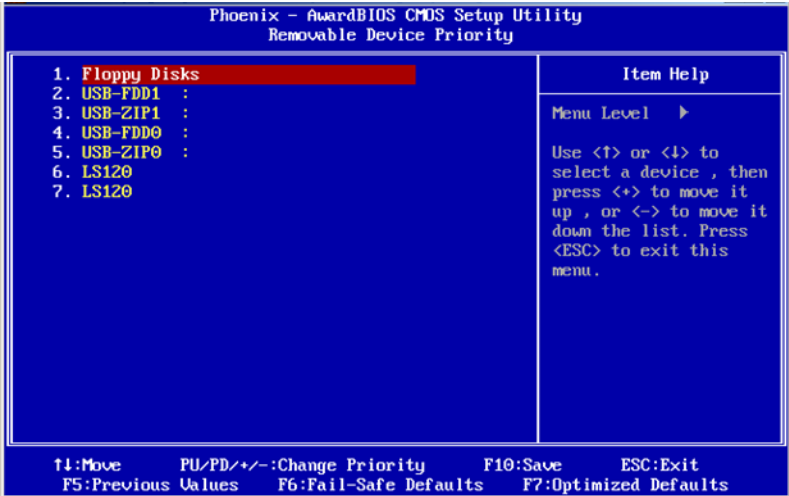 Phoenix - AwardBIOS CMOS Setup Utility
Removable Device Priority
1. Floppy Disks
2. USB-FDD1 :
3. USB-ZIP1 :
4. USB-FDD0 :
5. USB-ZIP0 :
6. LS120
7. LS120
Item Help
Menu Level ▶
Use <↑> or <↓> to
select a device , then
press <+> to move it
up , or <-> to move it
down the list. Press
<ESC> to exit this
menu.
↑↓:Move PU/PD/+/-:Change Priority F10:Save ESC:Exit
F5:Previous Values F6:Fail-Safe Defaults F7:Optimized Defaults